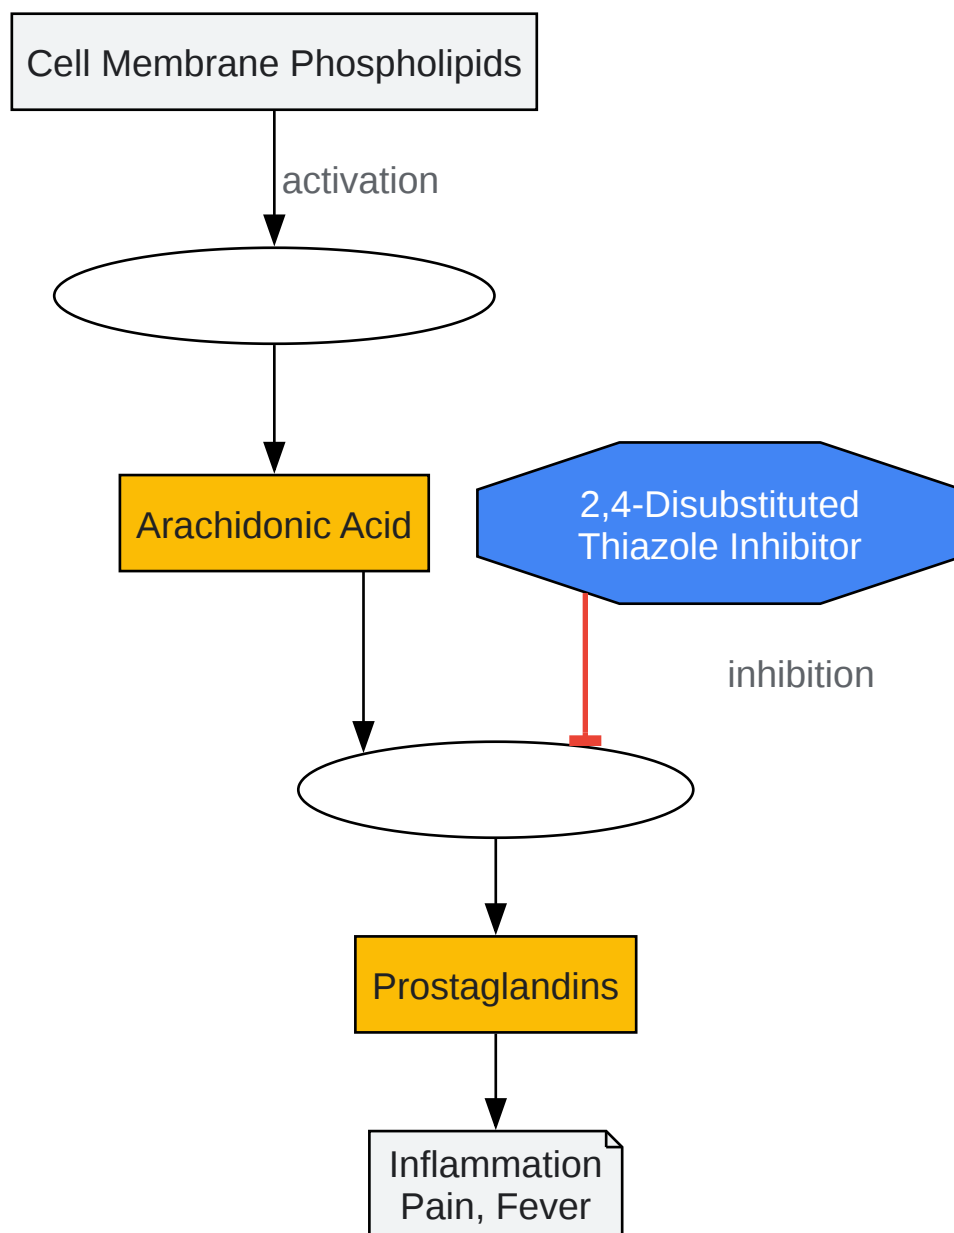 Cell Membrane Phospholipids
activation
Arachidonic Acid
2,4-Disubstituted
Thiazole Inhibitor
inhibition
Prostaglandins
Inflammation
Pain, Fever